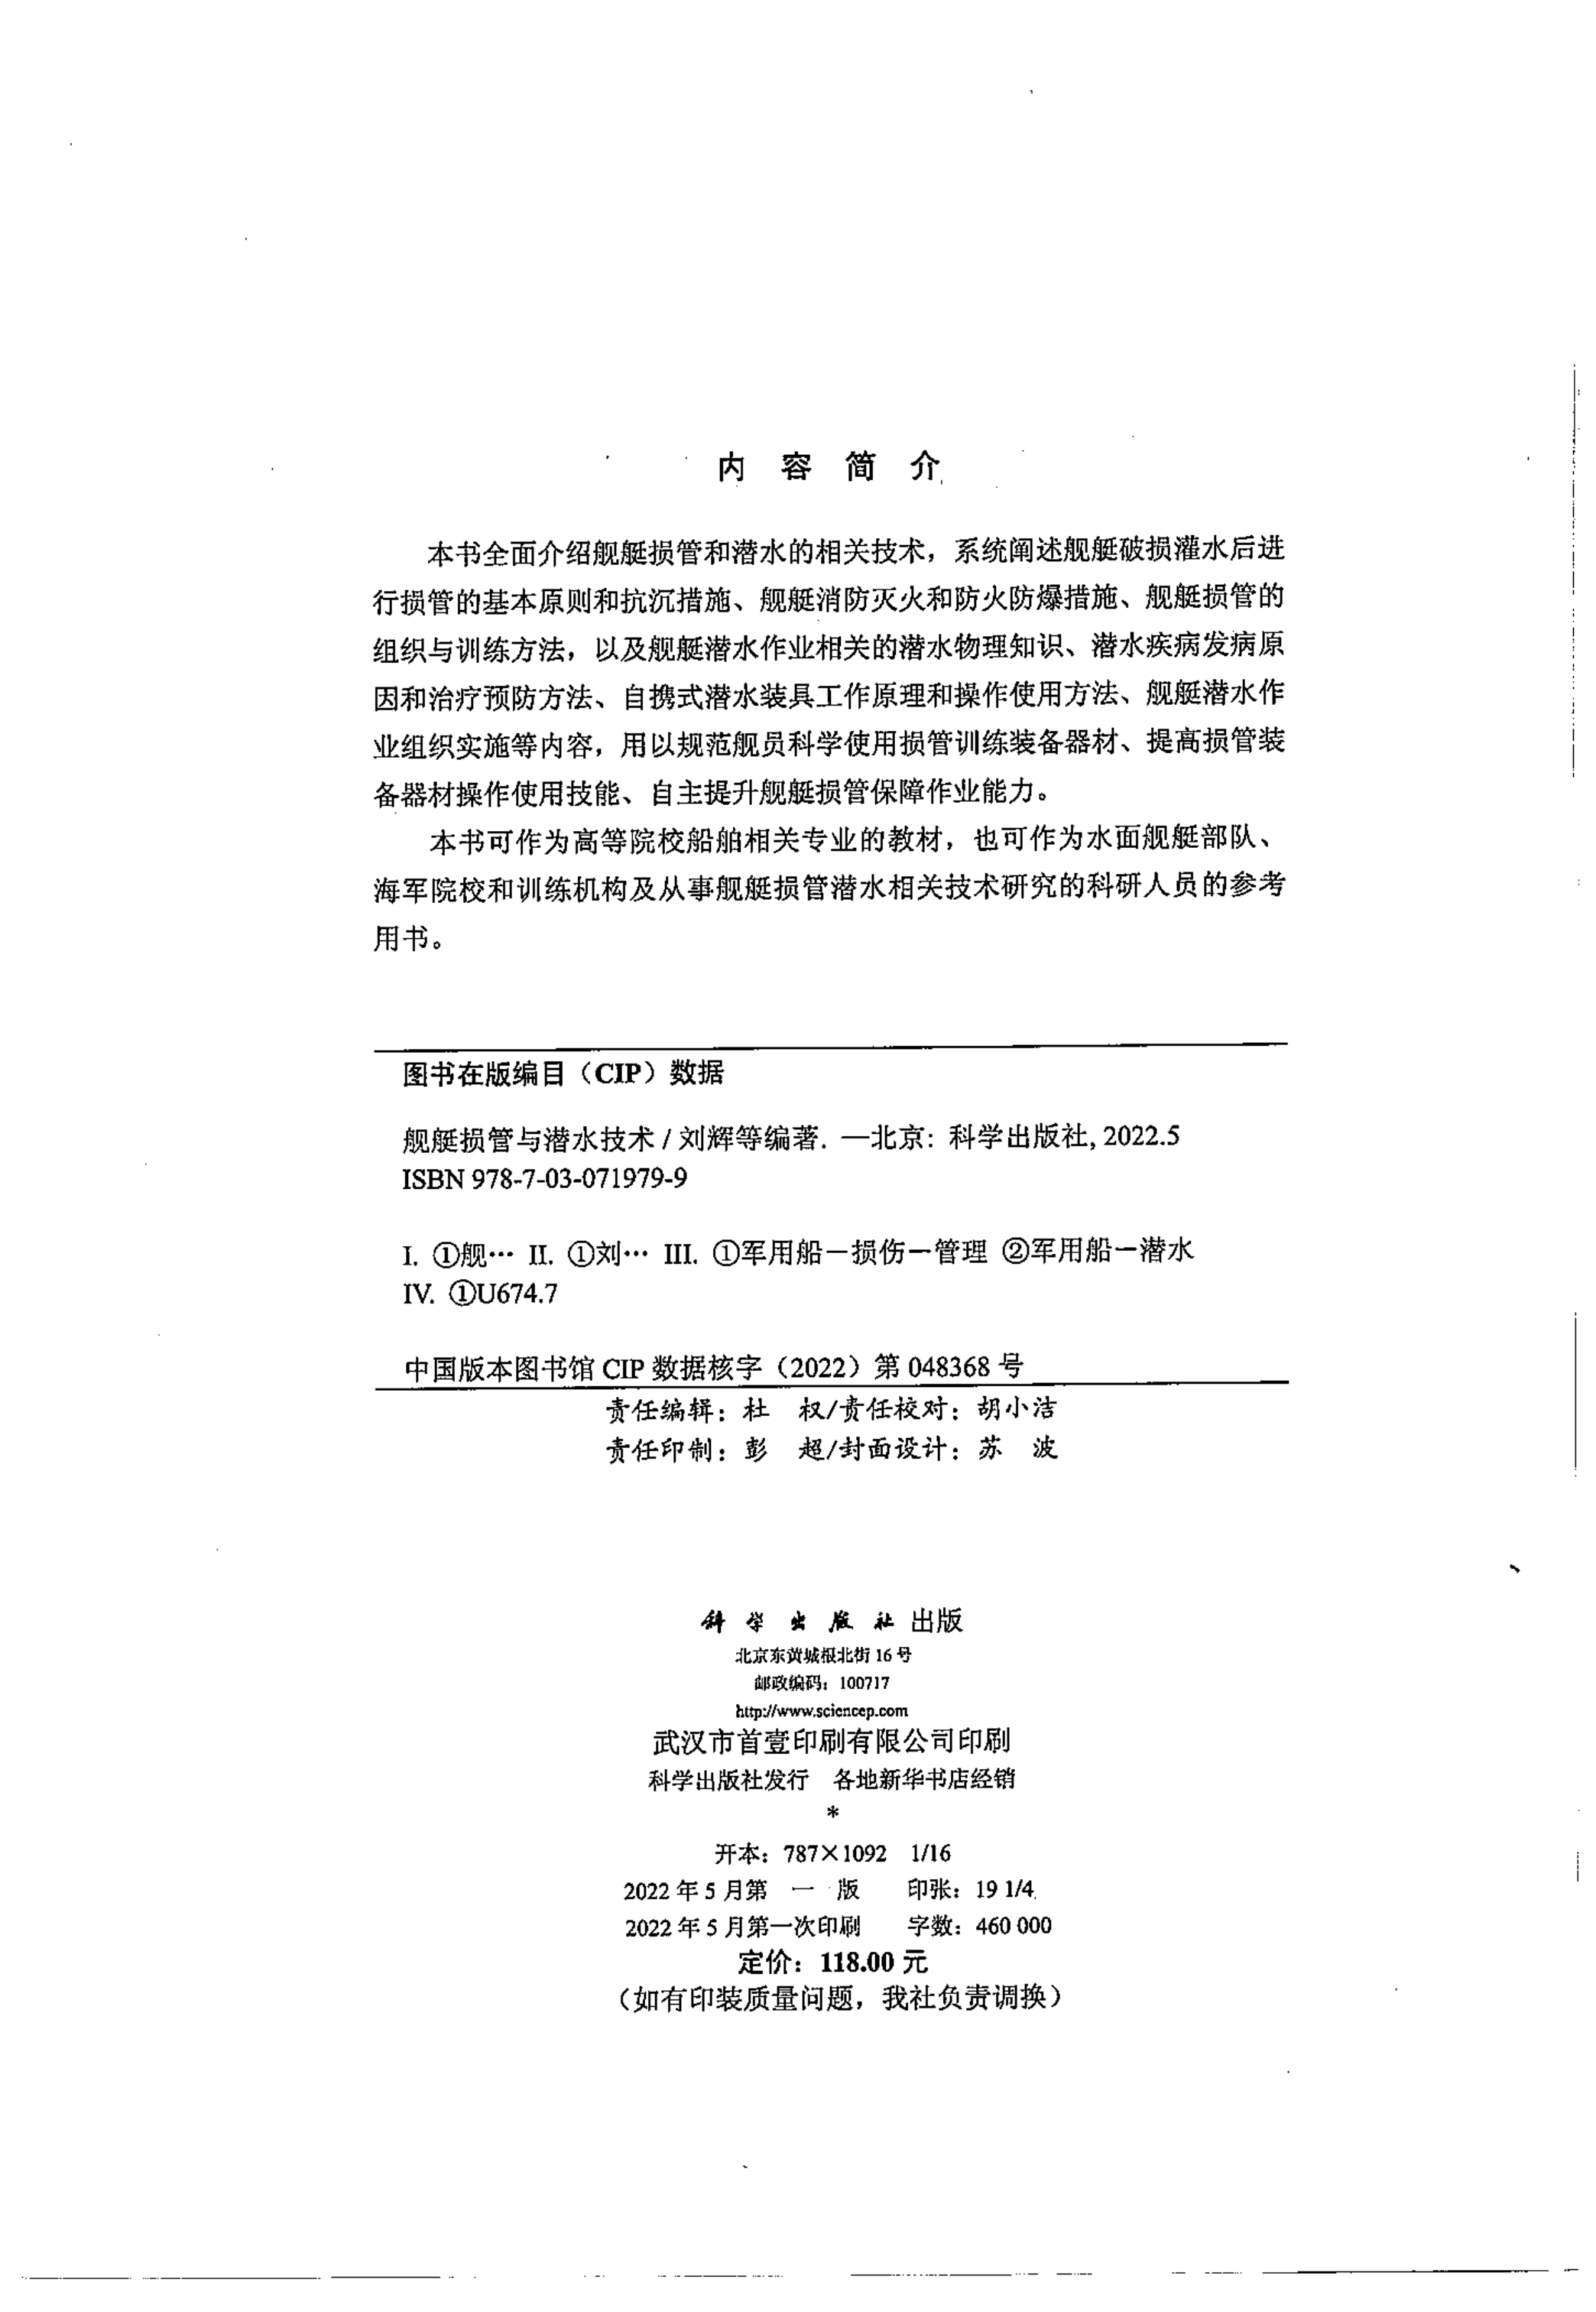 内 容 简 介
本书全面介绍舰艇损管和潜水的相关技术，系统阐述舰艇破损灌水后进
行损管的基本原则和抗沉措施、舰艇消防灭火和防火防爆措施、舰艇损管的
组织与训练方法，以及舰艇潜水作业相关的潜水物理知识、潜水疾病发病原
因和治疗预防方法、自携式潜水装具工作原理和操作使用方法、舰艇潜水作
业组织实施等内容，用以规范舰员科学使用损管训练装备器材、提高损管装
备器材操作使用技能、自主提升舰艇损管保障作业能力。
本书可作为高等院校船舶相关专业的教材，也可作为水面舰艇部队、
海军院校和训练机构及从事舰艇损管潜水相关技术研究的科研人员的参考
用书。
图书在版编目（CIP）数据
舰艇损管与潜水技术 / 刘辉等编著. —北京：科学出版社, 2022.5
ISBN 978-7-03-071979-9
I. ①舰… II. ①刘… III. ①军用船－损伤－管理 ②军用船－潜水
IV. ①U674.7
中国版本图书馆 CIP 数据核字（2022）第 048368 号
责任编辑：杜　权/责任校对：胡小洁
责任印制：彭　超/封面设计：苏　波
科学出版社 出版
北京东黄城根北街 16 号
邮政编码：100717
http://www.sciencep.com
武汉市首壹印刷有限公司印刷
科学出版社发行　各地新华书店经销
*
开本：787×1092　1/16
2022 年 5 月第　一　版　　印张：19 1/4
2022 年 5 月第一次印刷　　字数：460 000
定价：118.00 元
（如有印装质量问题，我社负责调换）